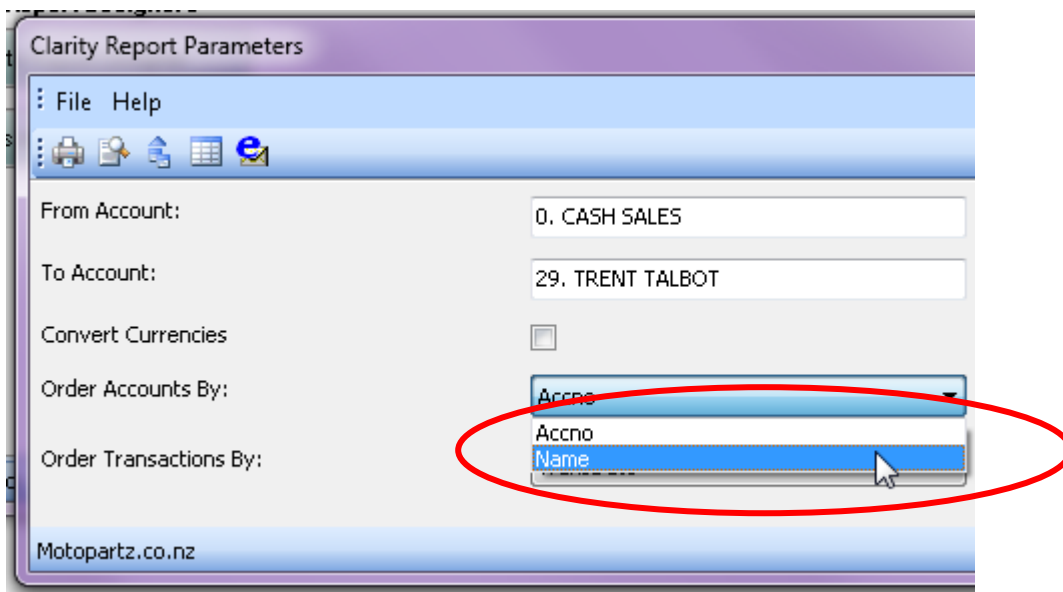 Clarity Report Parameters
File Help
From Account:
0. CASH SALES
To Account:
29. TRENT TALBOT
Convert Currencies
Order Accounts By:
Accno
Accno
Name
Order Transactions By:
Motopartz.co.nz